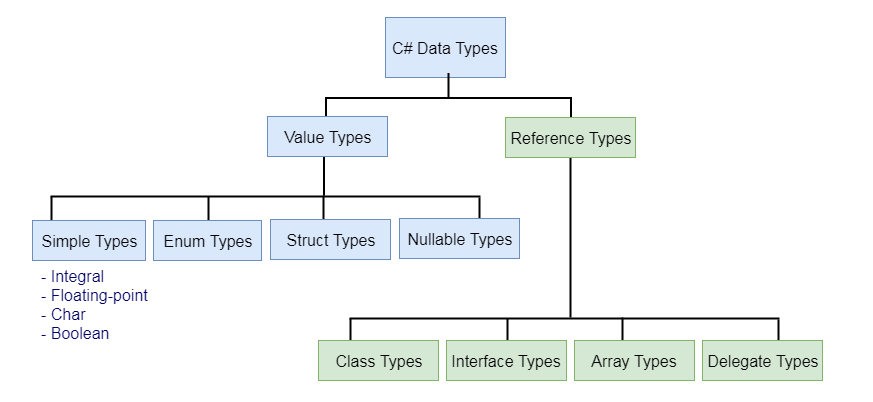 C# Data Types
Value Types
Reference Types
Simple Types
Enum Types
Struct Types
Nullable Types
- Integral
- Floating-point
- Char
- Boolean
Class Types
Interface Types
Array Types
Delegate Types